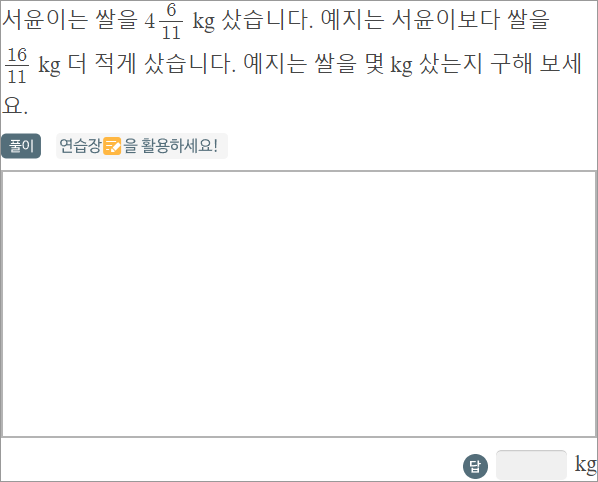 서윤이는 쌀을 4 6/11 kg 샀습니다. 예지는 서윤이보다 쌀을
16/11 kg 더 적게 샀습니다. 예지는 쌀을 몇 kg 샀는지 구해 보세
요.
풀이 연습장을 활용하세요!
답 kg